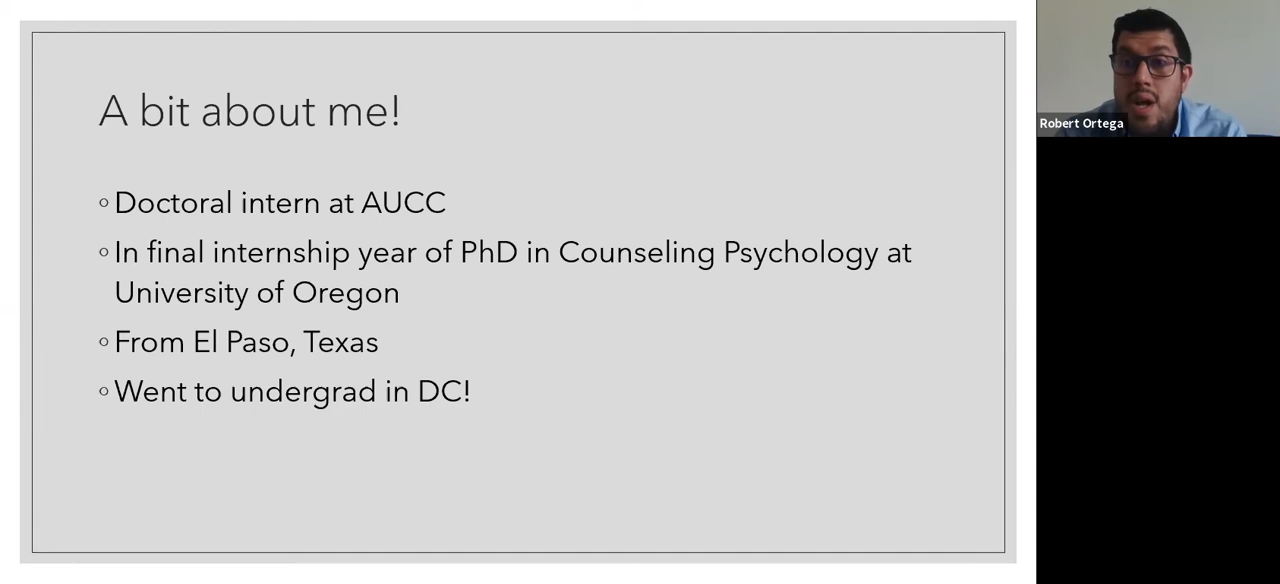 A bit about me!
◦ Doctoral intern at AUCC
◦ In final internship year of PhD in Counseling Psychology at
University of Oregon
◦ From El Paso, Texas
◦ Went to undergrad in DC!
Robert Ortega